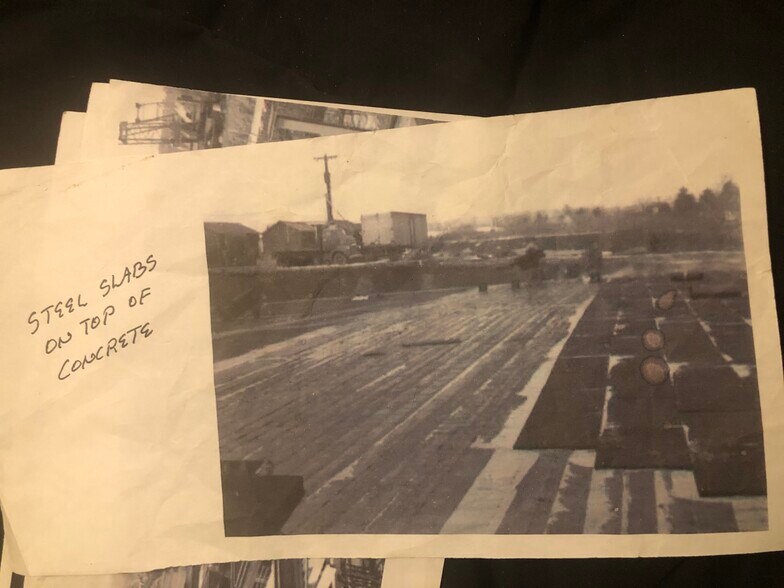 STEEL SLABS
ON TOP OF
CONCRETE